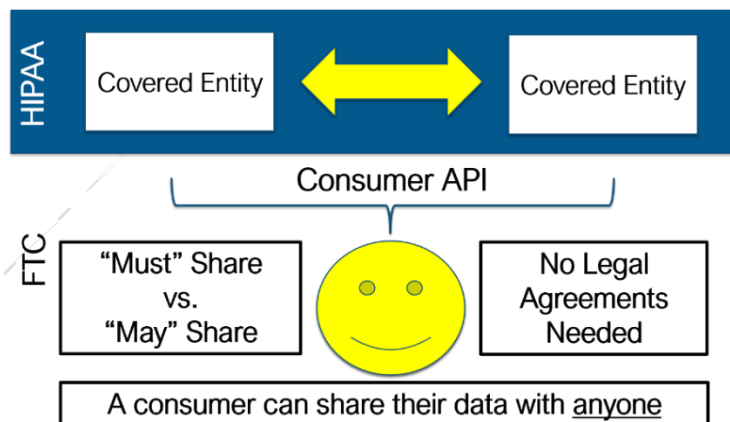 HIPAA
Covered Entity
Covered Entity
Consumer API
FTC
“Must” Share
vs.
“May” Share
No Legal
Agreements
Needed
A consumer can share their data with anyone